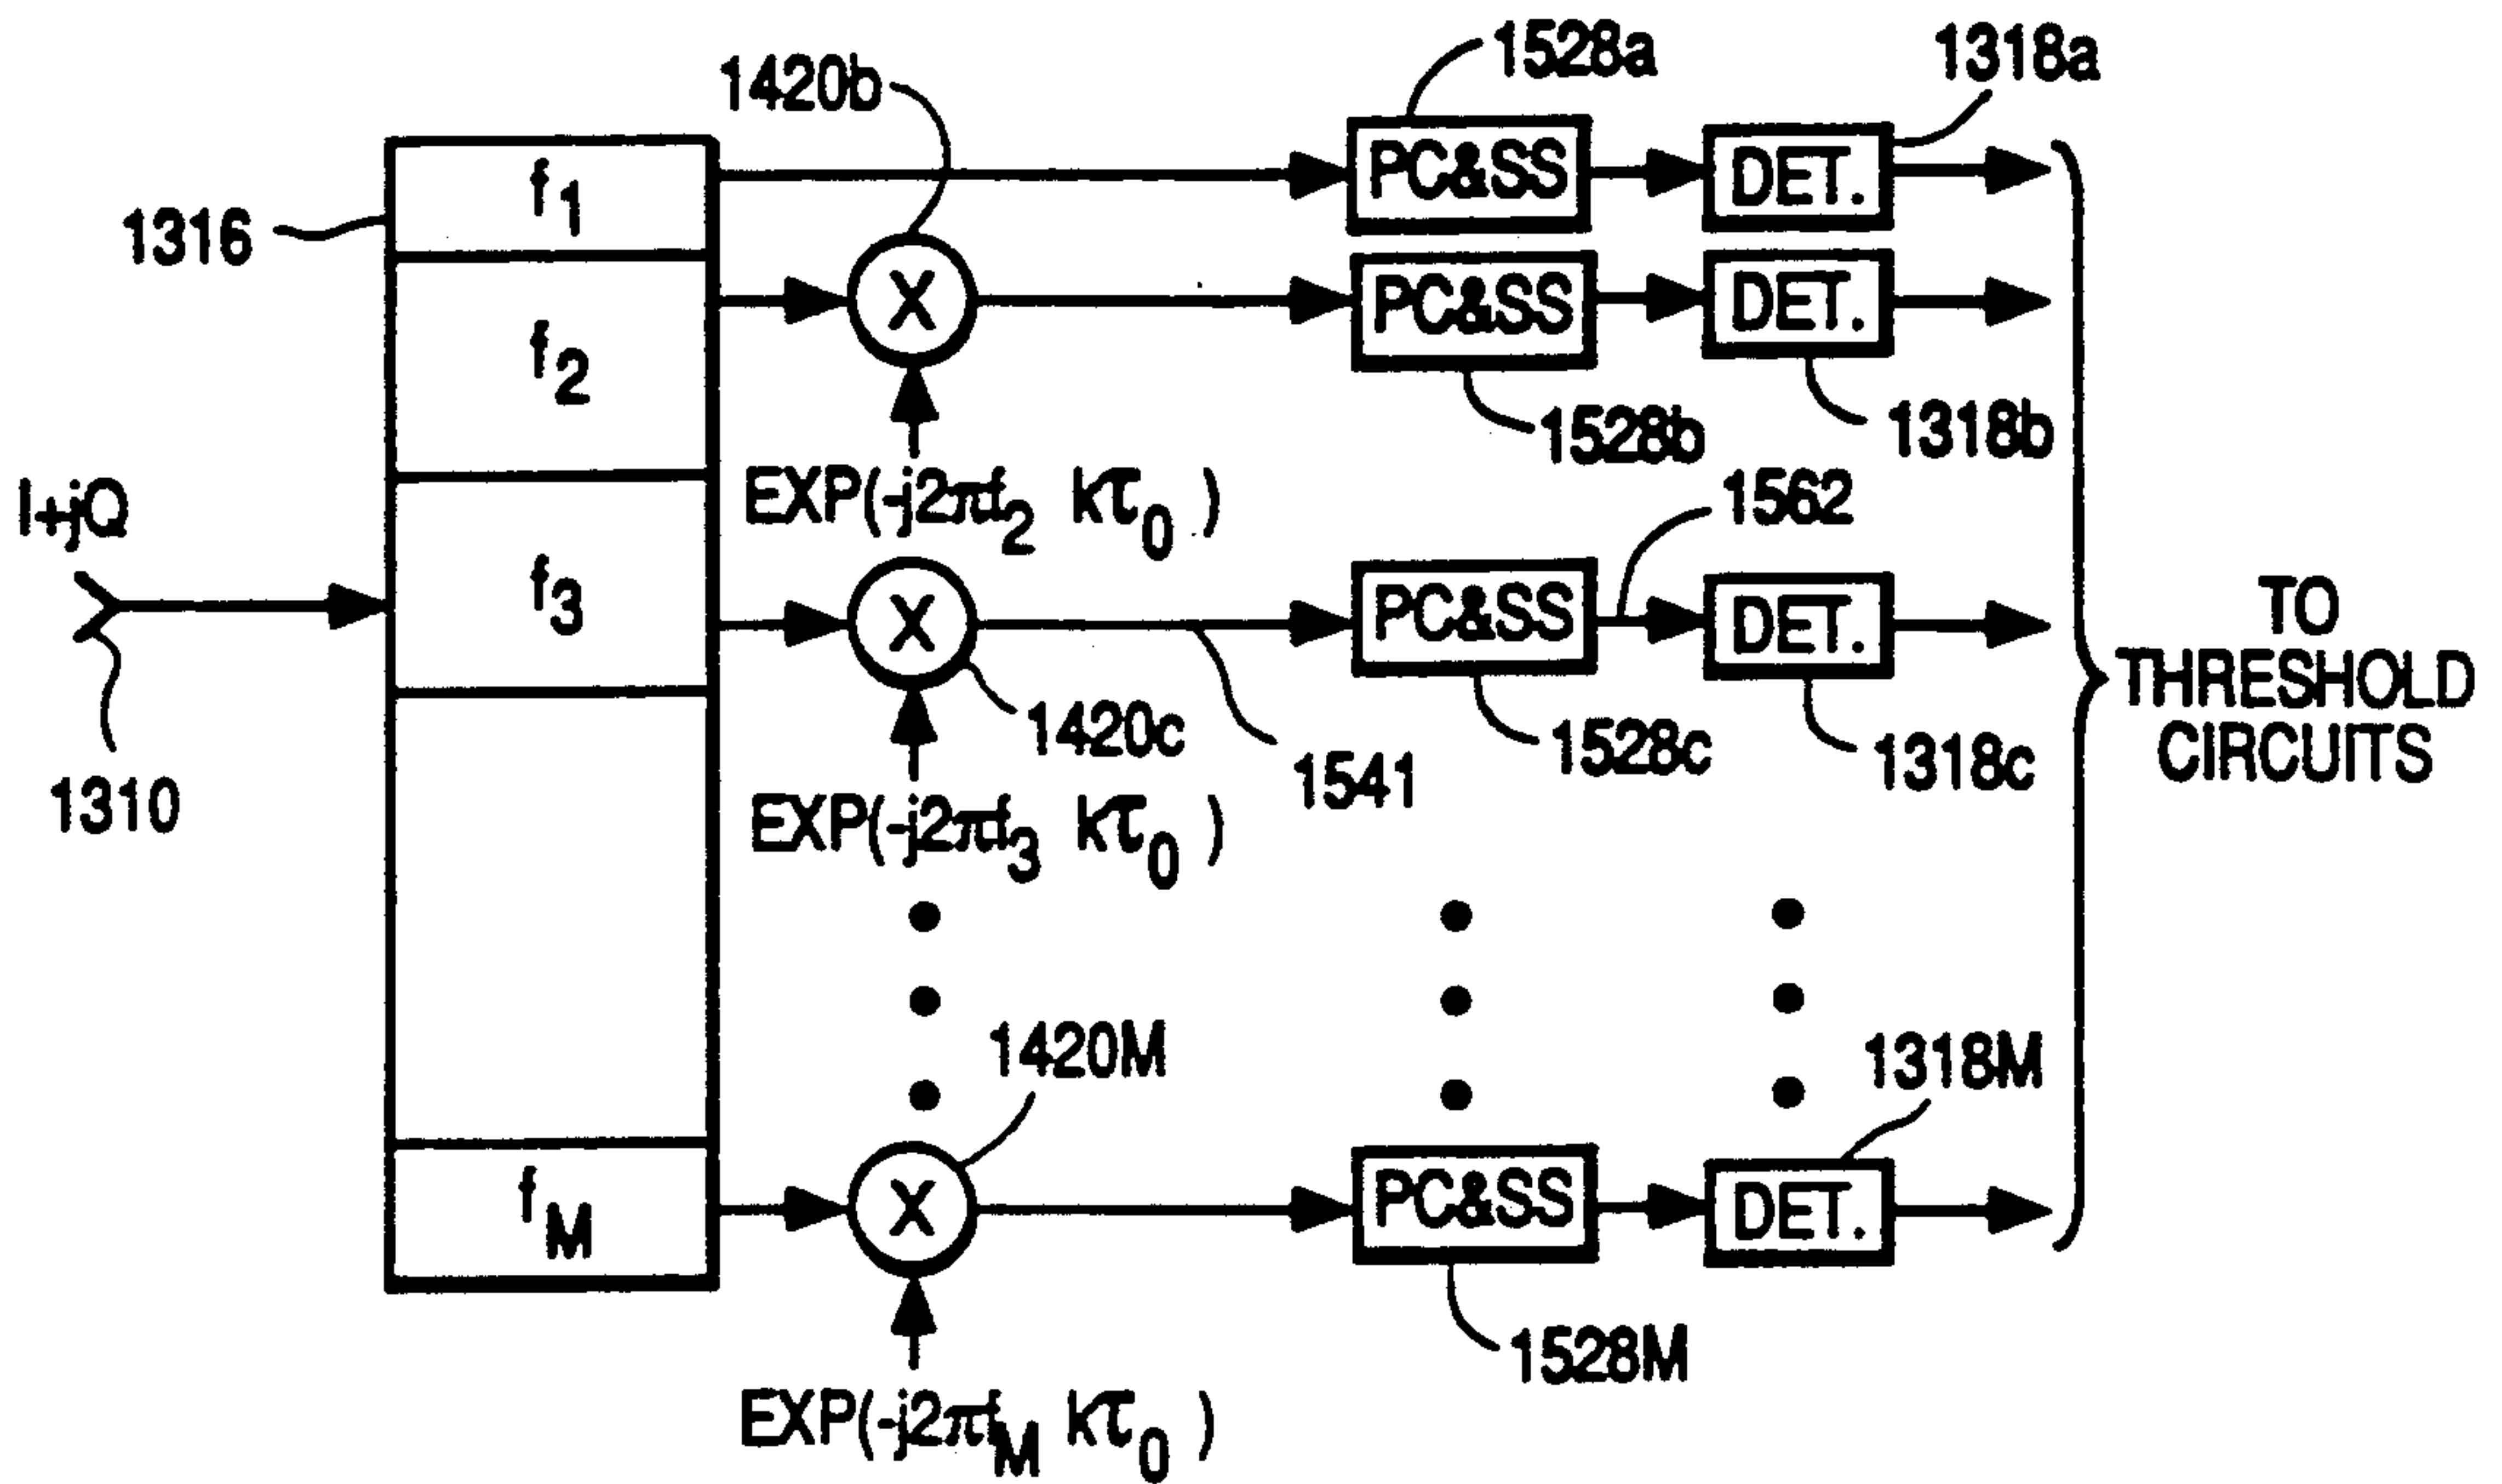 1528a
1318a
1420b
1316
f1
PC&SS
DET.
f2
X
PC&SS
DET.
1528b
1318b
I+jQ
EXP(-j2πf2 Kτ0 )
1562
f3
X
PC&SS
DET.
TO
THRESHOLD
CIRCUITS
1420c
1541
1528c
1318c
1310
EXP(-j2πf3 Kτ0 )
1420M
1318M
fM
X
PC&SS
DET.
1528M
EXP(-j2πfM Kτ0 )